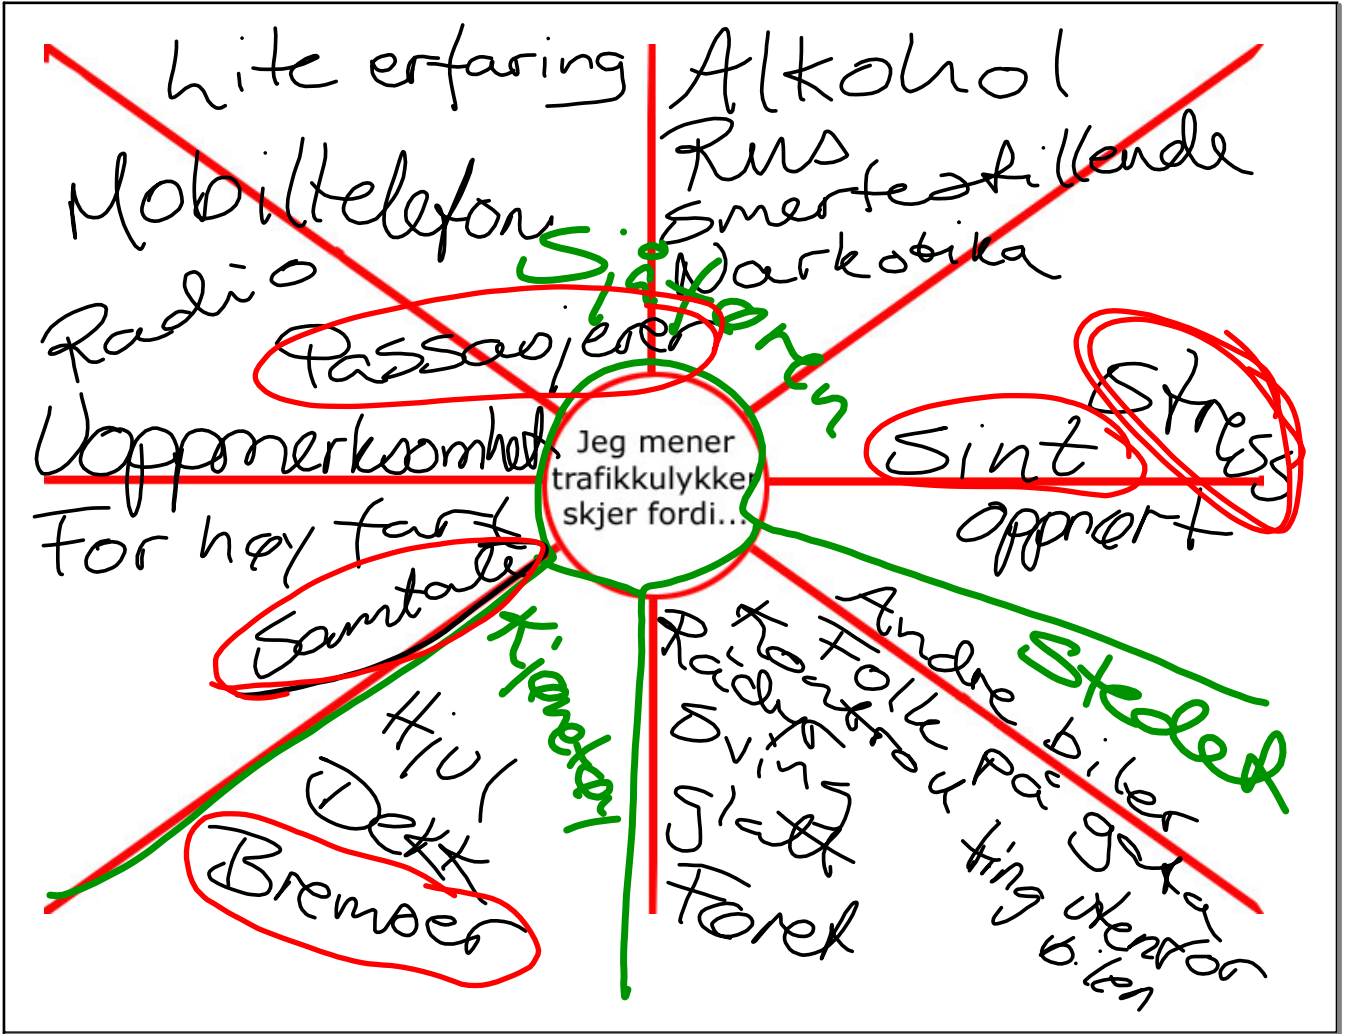 Lite erfaring
Mobiltelefon
Radio
Passasjerer
Uoppmerksomhet
For høy fart
Samtale
Alkohol
Rus
smertestillende
Narkotika
Sjåføren
Stress
Sint
opprørt
Jeg mener
trafikkulykker
skjer fordi...
Kjøretøy
Hjul
Dekk
Bremser
Steder
Andre biler
Folk på gata
ting utenfor
bilen
Rådyr
sving
glatt
Føret